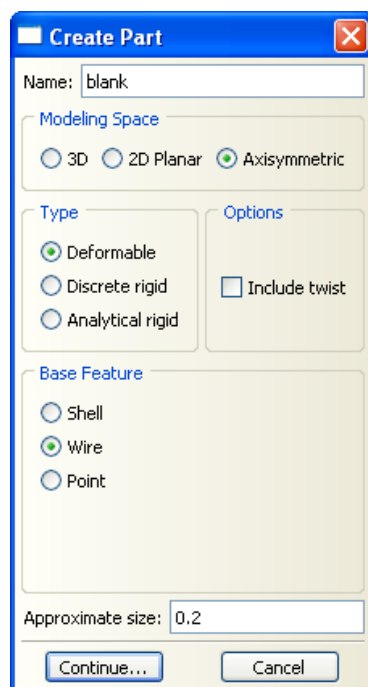 Create Part
Name: blank
Modeling Space
3D 2D Planar Axisymmetric
Type Options
Deformable
Discrete rigid Include twist
Analytical rigid
Base Feature
Shell
Wire
Point
Approximate size: 0.2
Continue... Cancel